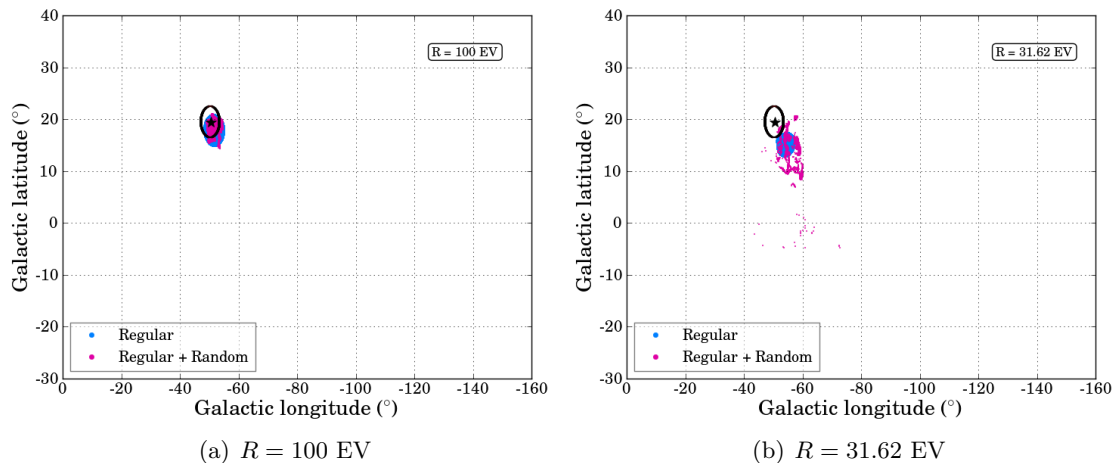 40
30
20
10
0
-10
-20
-30
0
-20
-40
-60
-80
-100
-120
-140
-160
Galactic latitude (°)
Galactic longitude (°)
R = 100 EV
Regular
Regular + Random
(a) R = 100 EV
40
30
20
10
0
-10
-20
-30
0
-20
-40
-60
-80
-100
-120
-140
-160
Galactic latitude (°)
Galactic longitude (°)
R = 31.62 EV
Regular
Regular + Random
(b) R = 31.62 EV